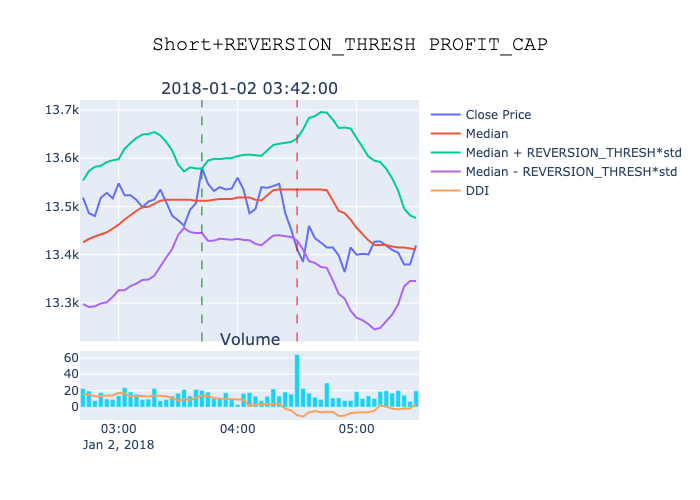 Short+REVERSION_THRESH PROFIT_CAP
2018-01-02 03:42:00
13.7k
13.6k
13.5k
13.4k
13.3k
Close Price
Median
Median + REVERSION_THRESH*std
Median - REVERSION_THRESH*std
DDI
Volume
60
40
20
0
03:00 04:00 05:00
Jan 2, 2018